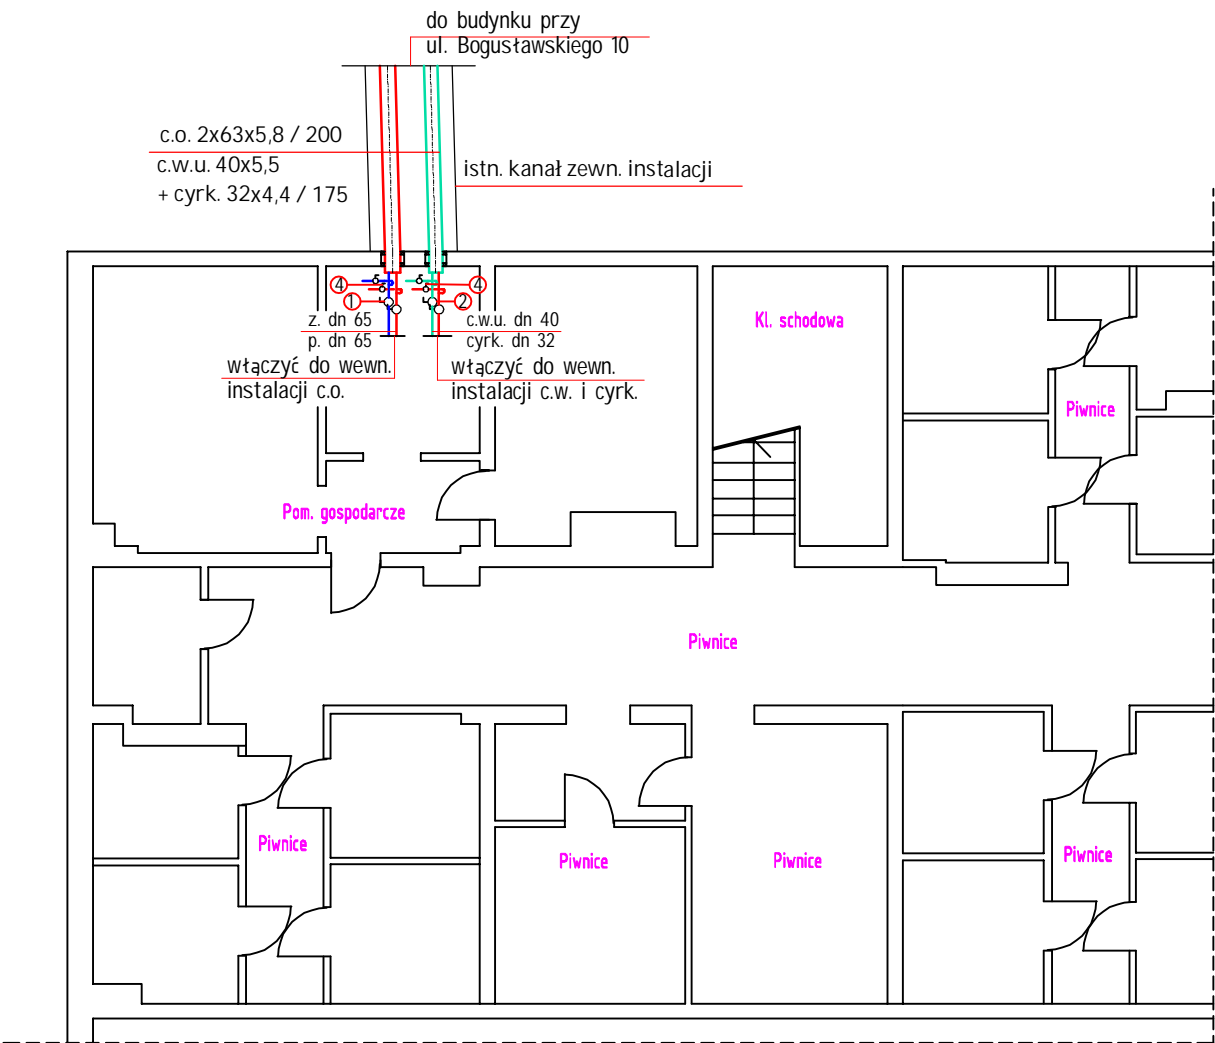 do budynku przy
ul. Bogusławskiego 10
c.o. 2x63x5,8 / 200
c.w.u. 40x5,5
+ cyrk. 32x4,4 / 175
istn. kanał zewn. instalacji
4
4
1
2
z. dn 65
p. dn 65
c.w.u. dn 40
cyrk. dn 32
włączyć do wewn.
instalacji c.o.
włączyć do wewn.
instalacji c.w. i cyrk.
Kl. schodowa
Piwnice
Pom. gospodarcze
Piwnice
Piwnice
Piwnice
Piwnice
Piwnice